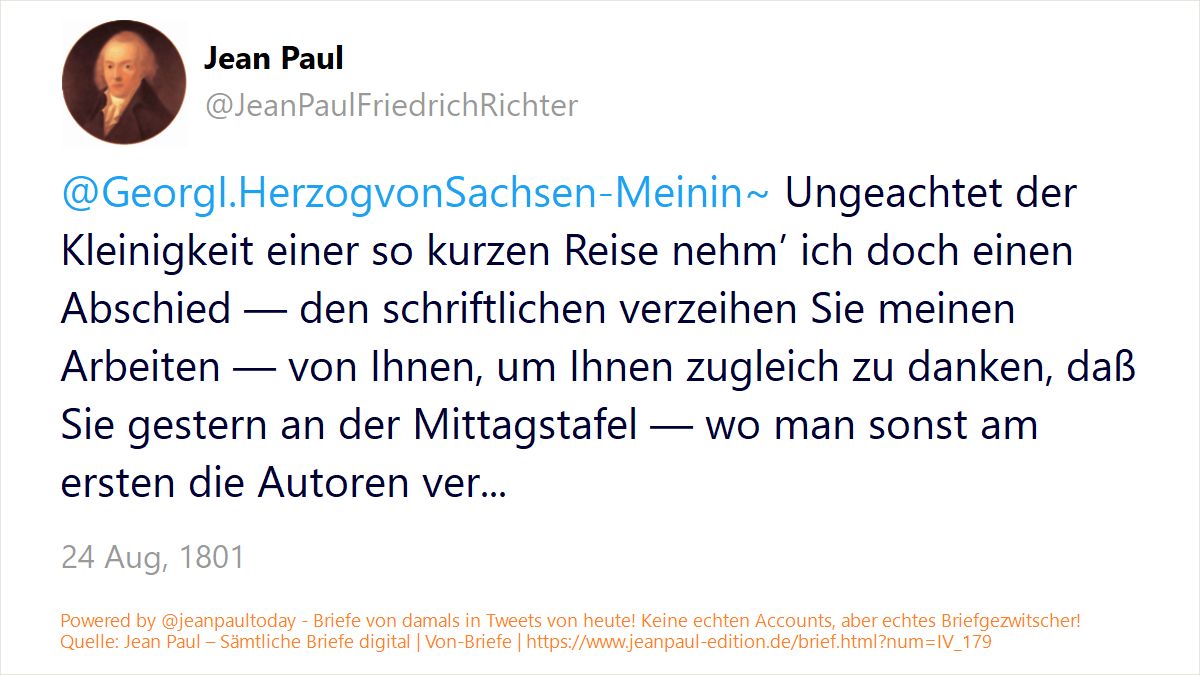 Jean Paul
@JeanPaulFriedrichRichter
@GeorgI.HerzogvonSachsen-Meinin~ Ungeachtet der
Kleinigkeit einer so kurzen Reise nehm’ ich doch einen
Abschied — den schriftlichen verzeihen Sie meinen
Arbeiten — von Ihnen, um Ihnen zugleich zu danken, daß
Sie gestern an der Mittagstafel — wo man sonst am
ersten die Autoren ver...
24 Aug, 1801
Powered by @jeanpaultoday - Briefe von damals in Tweets von heute! Keine echten Accounts, aber echtes Briefgezwitscher!
Quelle: Jean Paul – Sämtliche Briefe digital | Von-Briefe | https://www.jeanpaul-edition.de/brief.html?num=IV_179